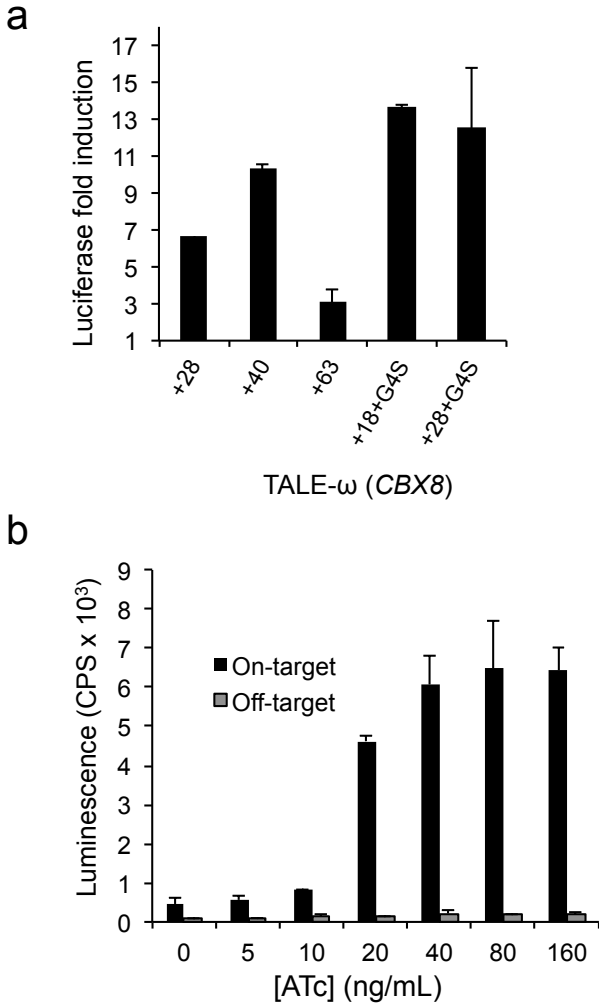 a
Luciferase fold induction
17
15
13
11
9
7
5
3
1
+28
+40
+63
+18+G4S
+28+G4S
TALE-ω (CBX8)
b
Luminescence (CPS x 10³)
9
8
7
6
5
4
3
2
1
0
On-target
Off-target
0 5 10 20 40 80 160
[ATc] (ng/mL)